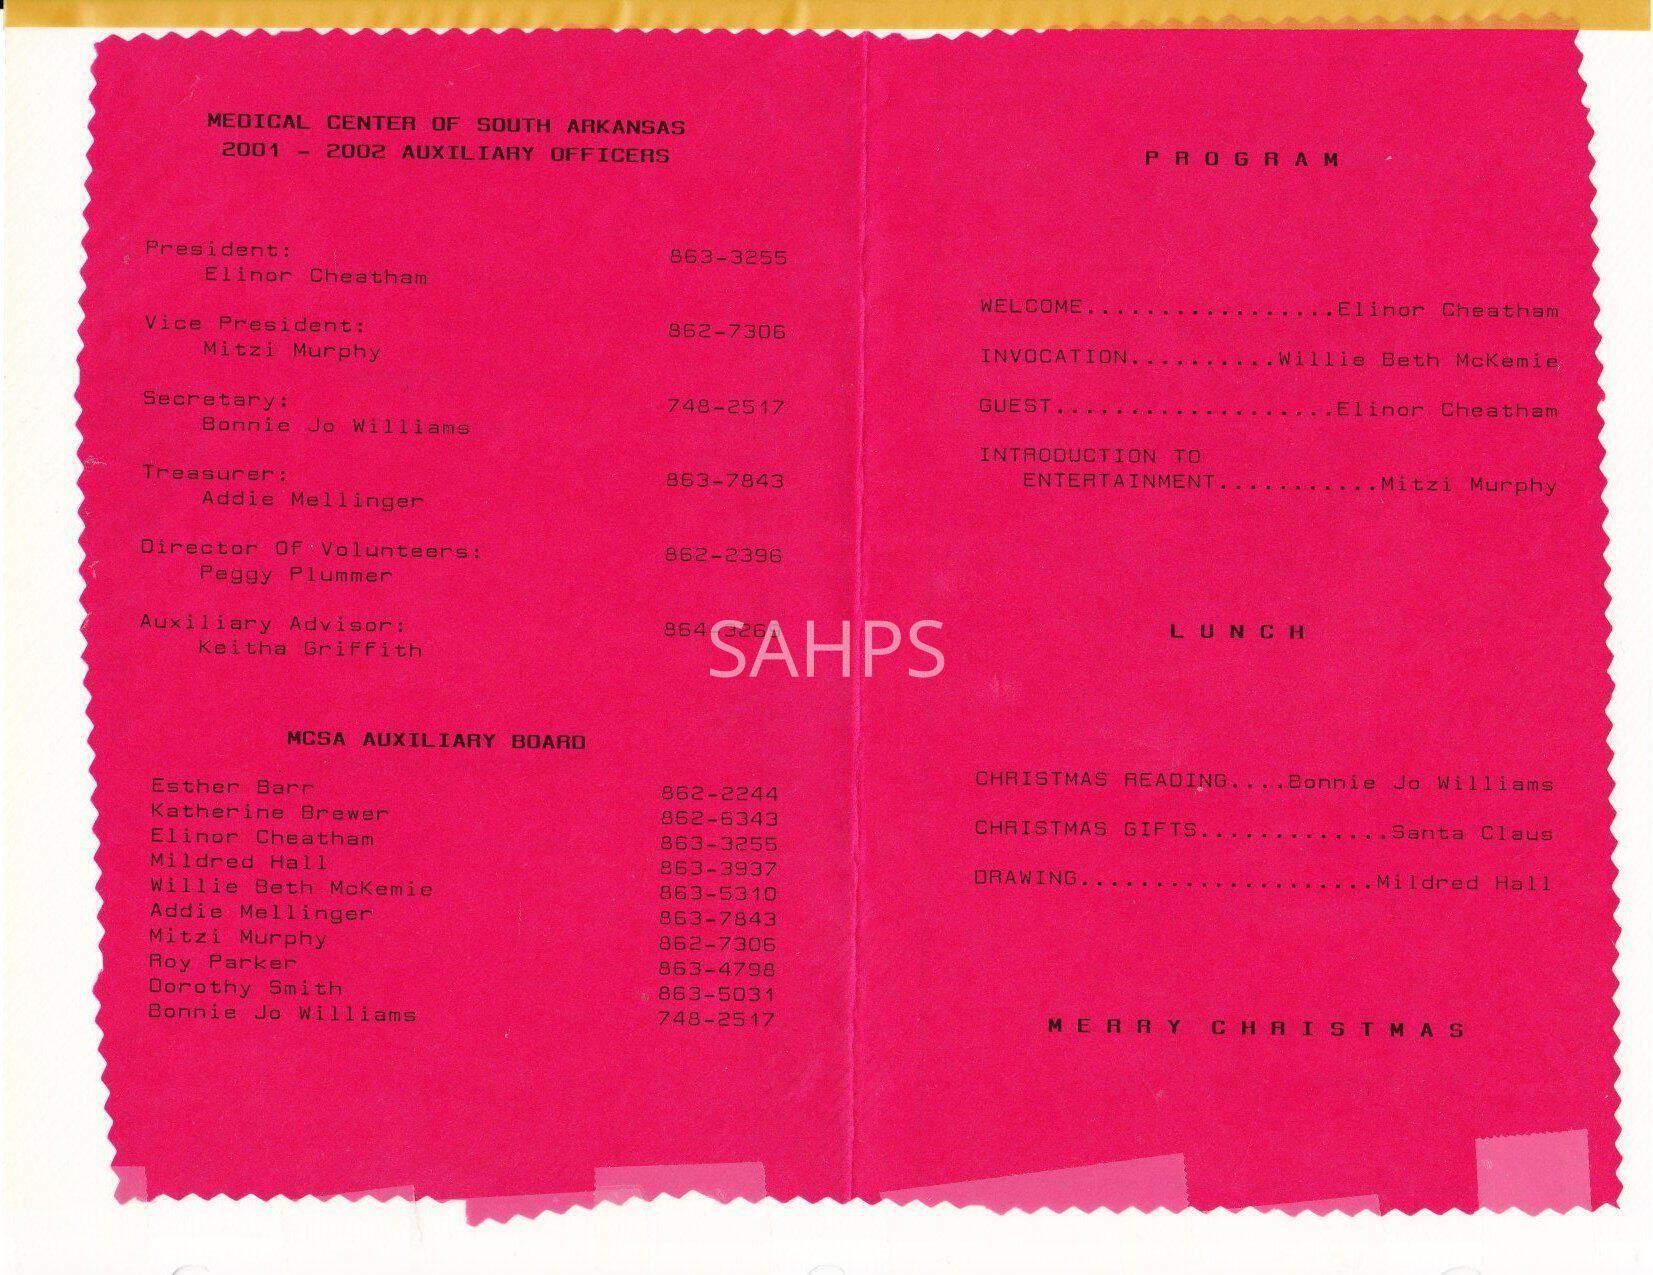 MEDICAL CENTER OF SOUTH ARKANSAS
2001 - 2002 AUXILIARY OFFICERS
President: 863-3255
Elinor Cheatham
Vice President: 862-7306
Mitzi Murphy
Secretary: 748-2517
Bonnie Jo Williams
Treasurer: 863-7843
Addie Mellinger
Director Of Volunteers: 862-2396
Peggy Plummer
Auxiliary Advisor:
Keitha Griffith
SAHPS
MCSA AUXILIARY BOARD
Esther Barr 862-2244
Katherine Brewer 862-6343
Elinor Cheatham 863-3255
Mildred Hall 863-3937
Willie Beth McKemie 863-5310
Addie Mellinger 863-7843
Mitzi Murphy 862-7306
Roy Parker 863-4798
Dorothy Smith 863-5031
Bonnie Jo Williams 748-2517
P R O G R A M
WELCOME.................Elinor Cheatham
INVOCATION..........Willie Beth McKemie
GUEST...................Elinor Cheatham
INTRODUCTION TO
ENTERTAINMENT...........Mitzi Murphy
L U N C H
CHRISTMAS READING....Bonnie Jo Williams
CHRISTMAS GIFTS.............Santa Claus
DRAWING....................Mildred Hall
M E R R Y C H R I S T M A S